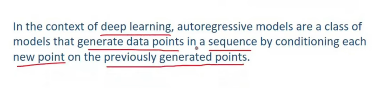 In the context of deep learning, autoregressive models are a class of
models that generate data points in a sequence by conditioning each
new point on the previously generated points.